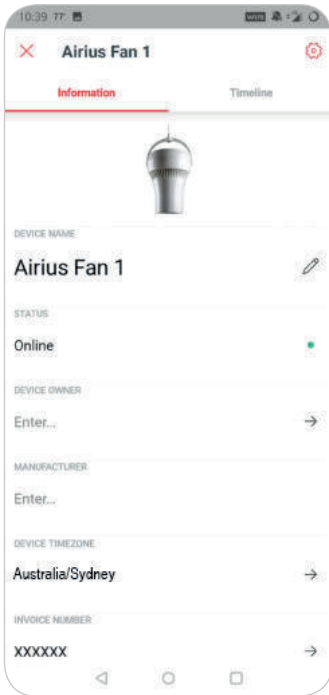 10:39
Airius Fan 1
Information Timeline
DEVICE NAME
Airius Fan 1
STATUS
Online
DEVICE OWNER
Enter...
MANUFACTURER
Enter...
DEVICE TIMEZONE
Australia/Sydney
INVOICE NUMBER
XXXXXX